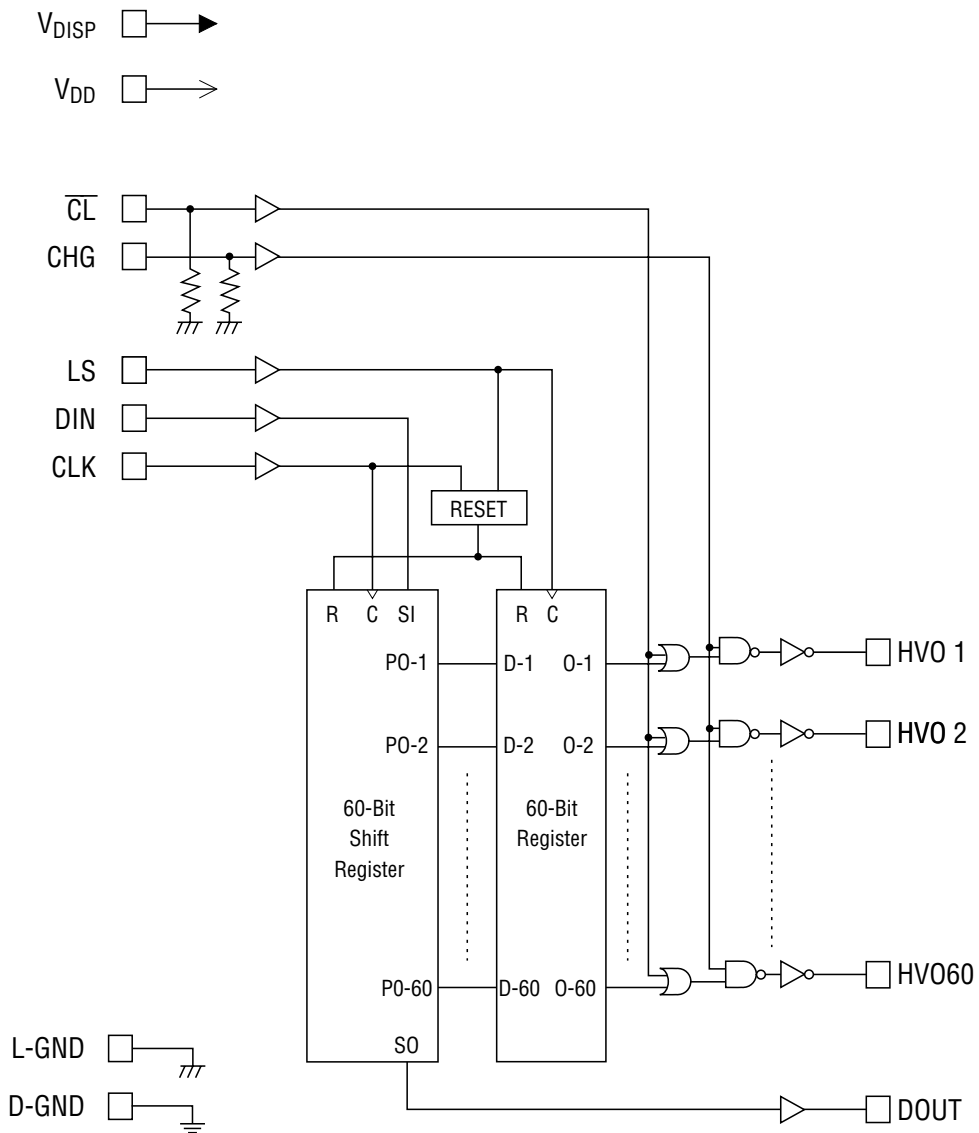 VDISP
VDD
CL
CHG
LS
DIN
CLK
RESET
R C SI
R C
PO-1 D-1 O-1 HVO 1
PO-2 D-2 O-2 HVO 2
60-Bit
Shift
Register
60-Bit
Register
P0-60 D-60 O-60 HVO60
SO
L-GND
D-GND
DOUT